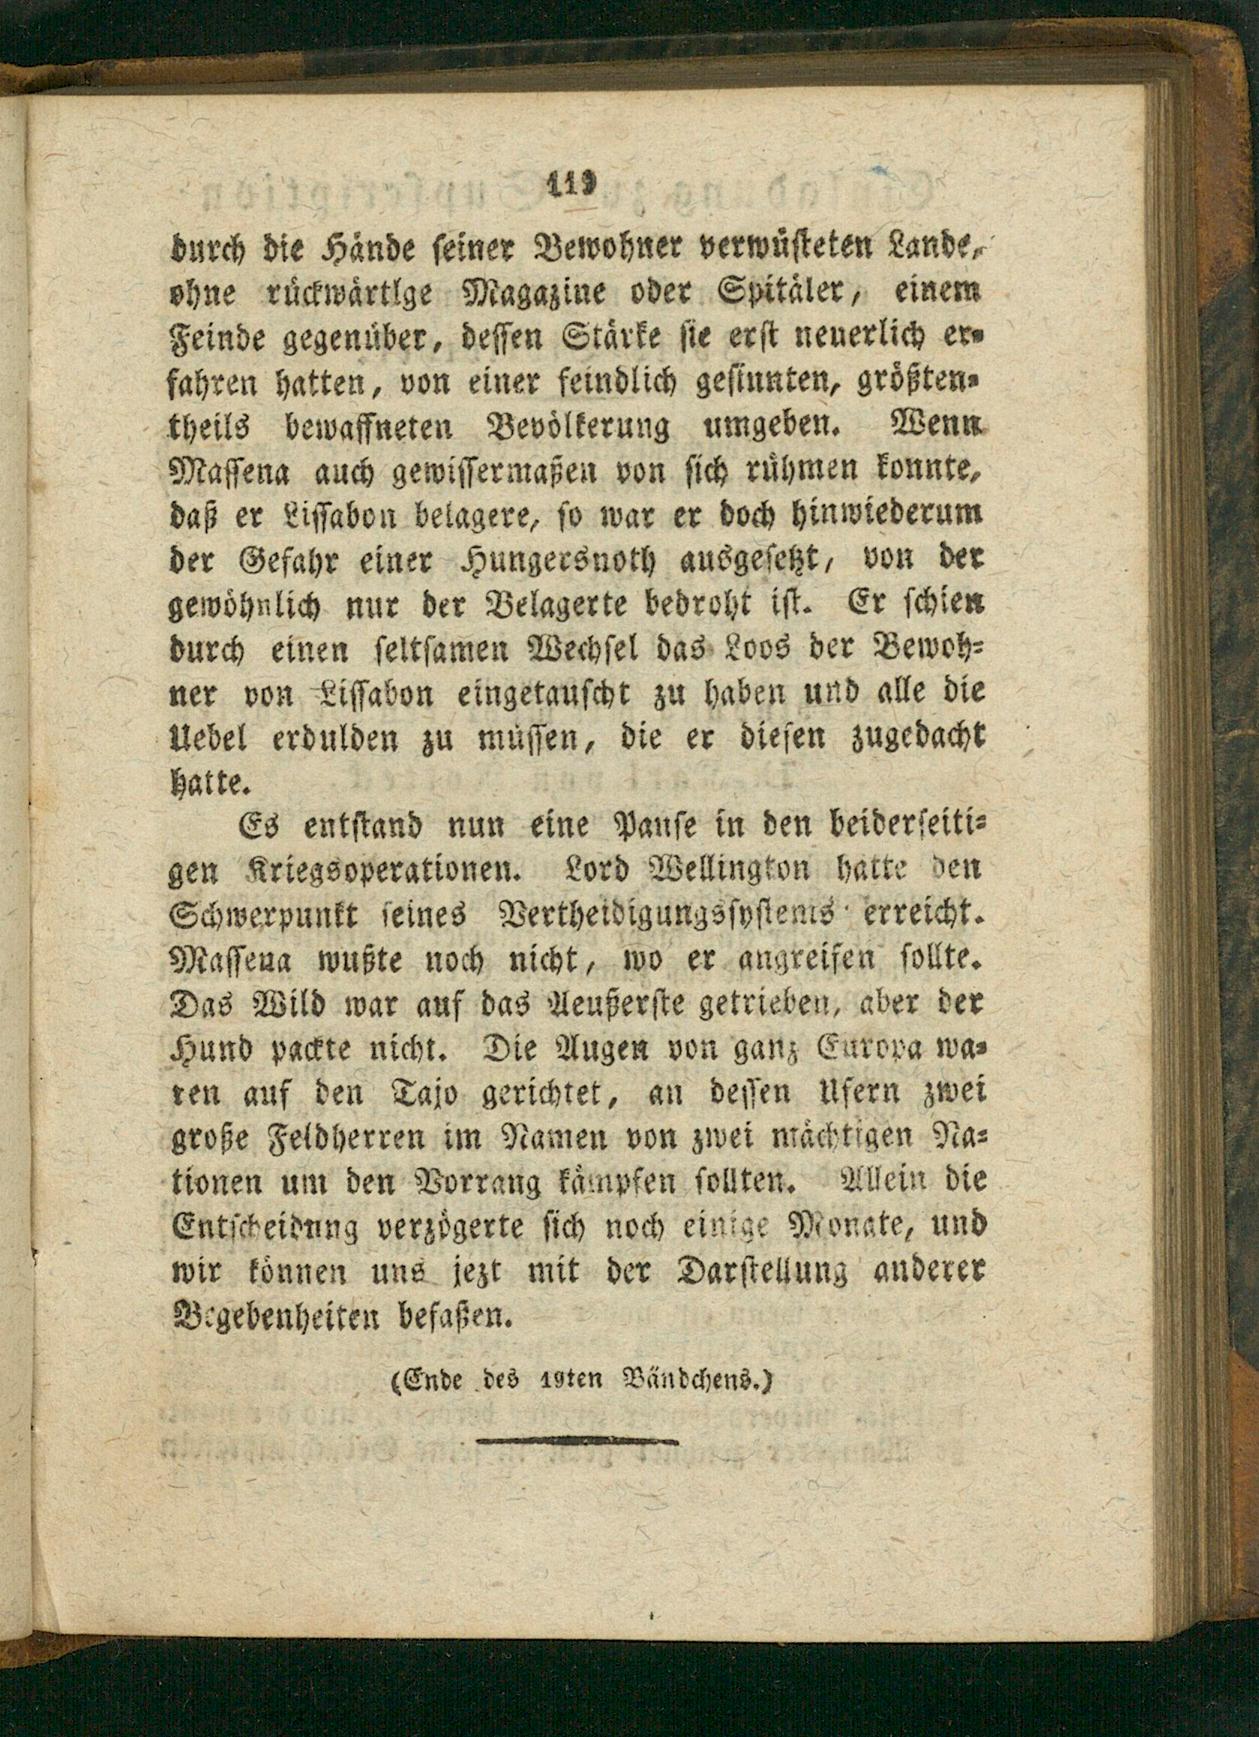 113
durch die Hände seiner Bewohner verwüsteten Lande,
ohne rückwärtlge Magazine oder Spitäler, einem
Feinde gegenüber, dessen Stärke sie erst neuerlich er-
fahren hatten, von einer feindlich gesinnten, größten-
theils bewaffneten Bevölkerung umgeben. Wenn
Massena auch gewissermaßen von sich rühmen konnte,
daß er Lissabon belagere, so war er doch hinwiederum
der Gefahr einer Hungersnoth ausgesetzt, von der
gewöhnlich nur der Belagerte bedroht ist. Er schien
durch einen seltsamen Wechsel das Loos der Bewoh-
ner von Lissabon eingetauscht zu haben und alle die
Uebel erdulden zu müssen, die er diesen zugedacht
hatte.
Es entstand nun eine Pause in den beiderseiti-
gen Kriegsoperationen. Lord Wellington hatte den
Schwerpunkt seines Vertheidigungssystems erreicht.
Massena wußte noch nicht, wo er angreifen sollte.
Das Wild war auf das Aeußerste getrieben, aber der
Hund packte nicht. Die Augen von ganz Europa wa-
ren auf den Tajo gerichtet, an dessen Ufern zwei
große Feldherren im Namen von zwei mächtigen Na-
tionen um den Vorrang kämpfen sollten. Allein die
Entscheidung verzögerte sich noch einige Monate, und
wir können uns jezt mit der Darstellung anderer
Begebenheiten befaßen.
(Ende des 19ten Bändchens.)